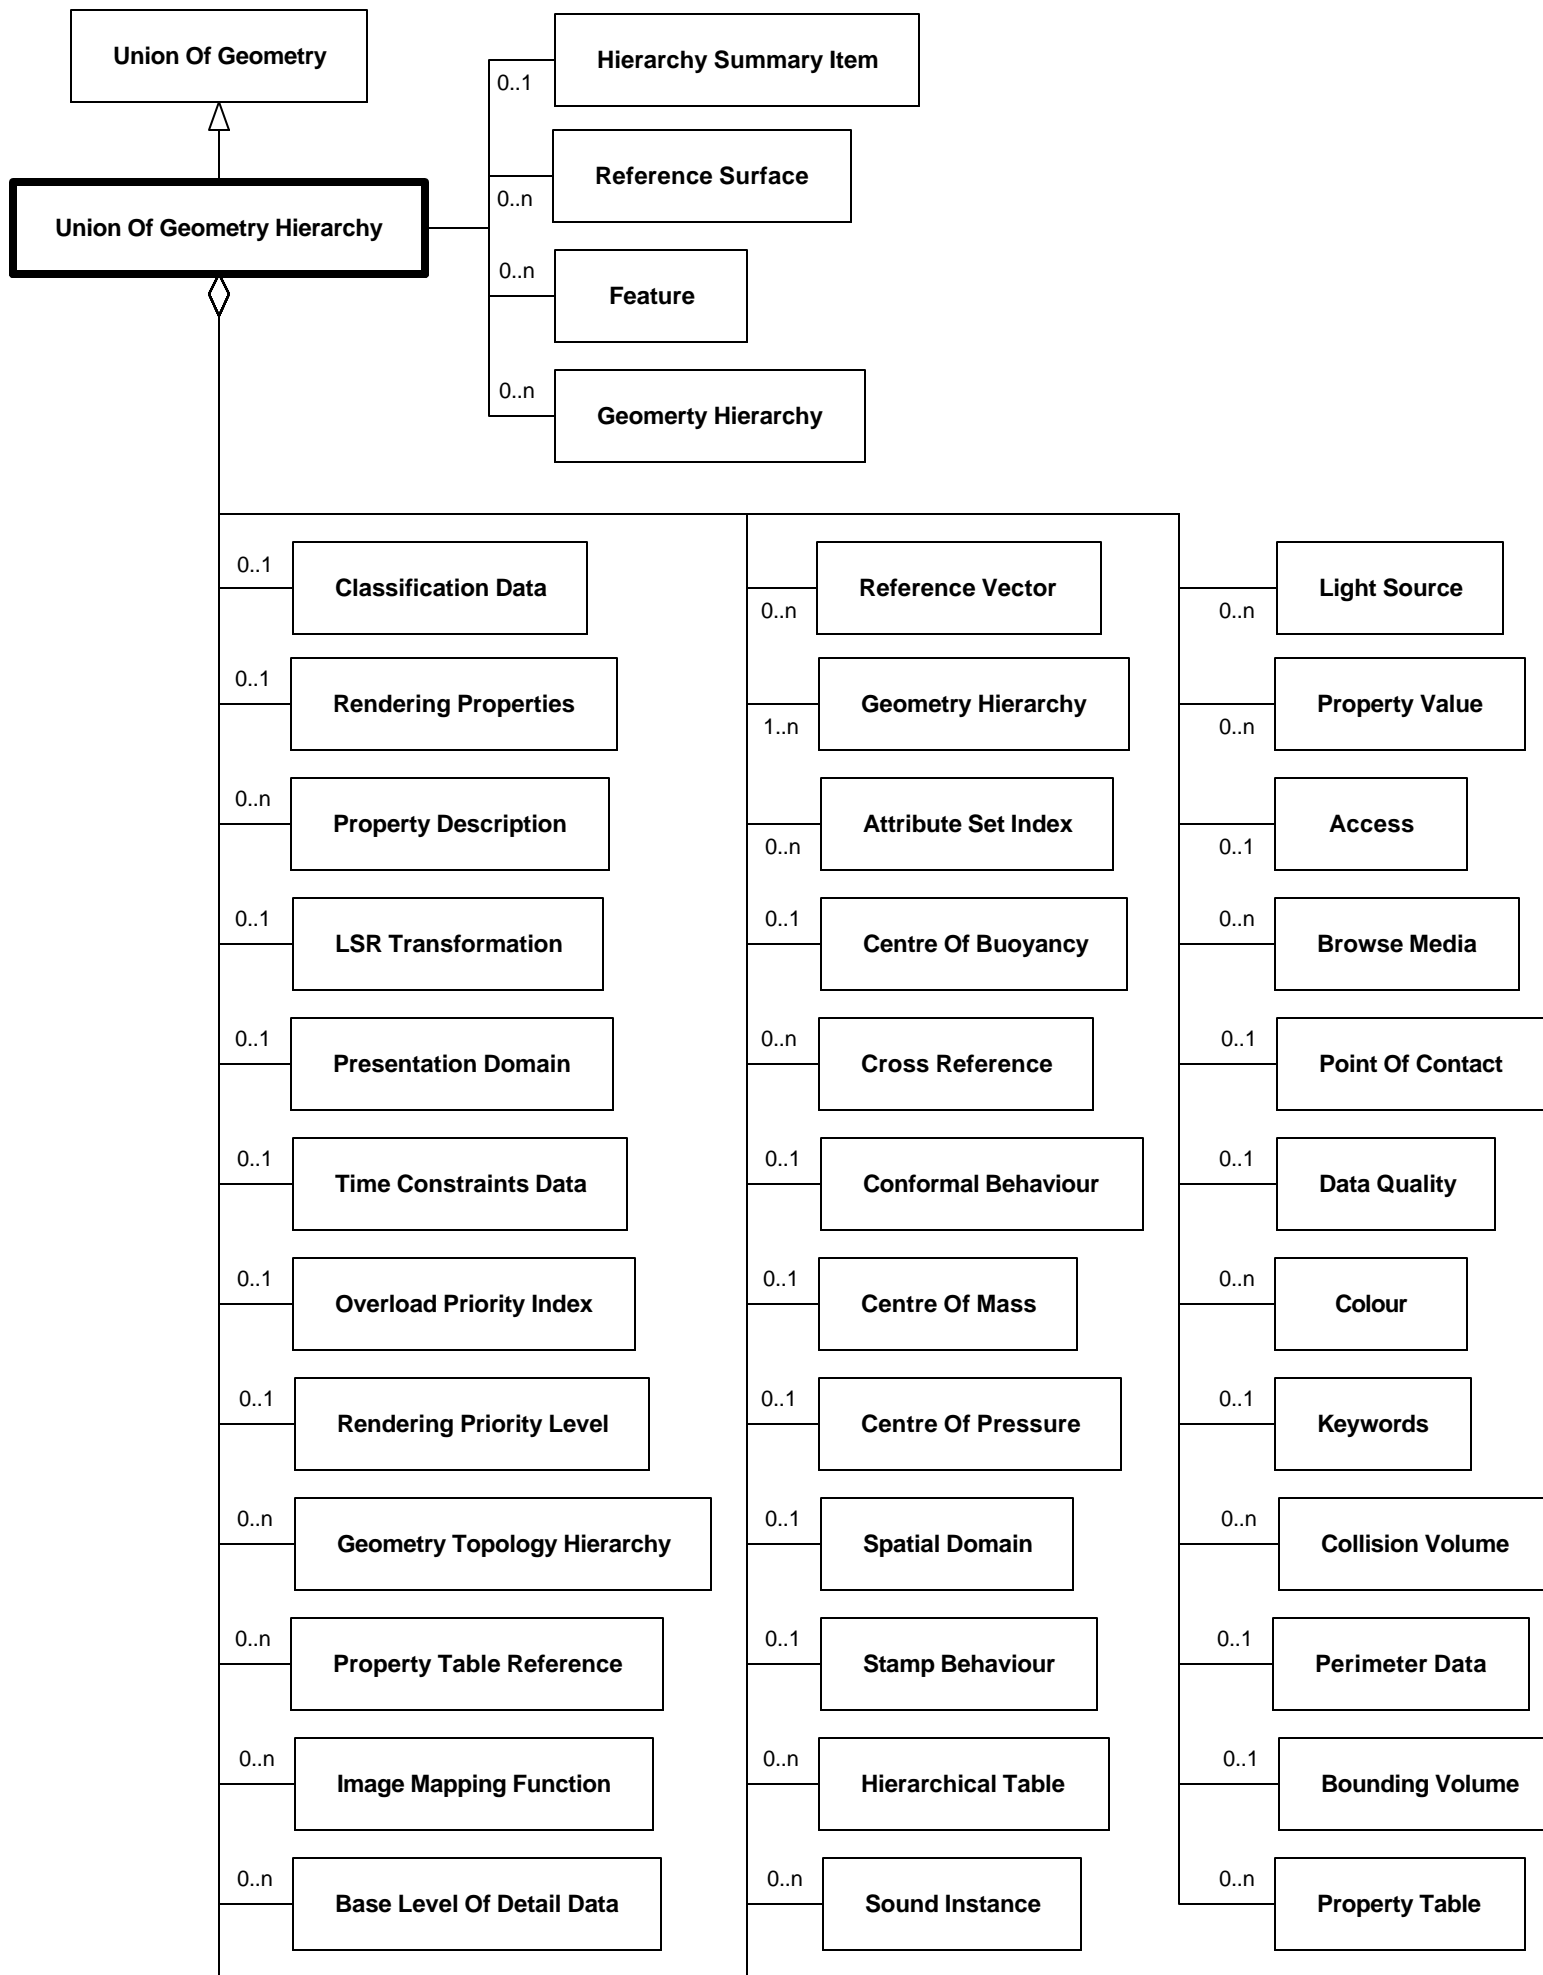 Union Of Geometry
Hierarchy Summary Item
0..1
Reference Surface
0..n
Union Of Geometry Hierarchy
0..n
Feature
0..n
Geomerty Hierarchy
0..1
Classification Data
Reference Vector
0..n
Light Source
0..n
0..1
Rendering Properties
Geometry Hierarchy
1..n
Property Value
0..n
0..n
Property Description
Attribute Set Index
0..n
Access
0..1
0..1
LSR Transformation
0..1
Centre Of Buoyancy
0..n
Browse Media
0..1
Presentation Domain
0..n
Cross Reference
0..1
Point Of Contact
0..1
Time Constraints Data
0..1
Conformal Behaviour
0..1
Data Quality
0..1
Overload Priority Index
0..1
Centre Of Mass
0..n
Colour
0..1
Rendering Priority Level
0..1
Centre Of Pressure
0..1
Keywords
0..n
Geometry Topology Hierarchy
0..1
Spatial Domain
0..n
Collision Volume
0..n
Property Table Reference
0..1
Stamp Behaviour
0..1
Perimeter Data
0..n
Image Mapping Function
0..n
Hierarchical Table
0..1
Bounding Volume
0..n
Base Level Of Detail Data
0..n
Sound Instance
0..n
Property Table